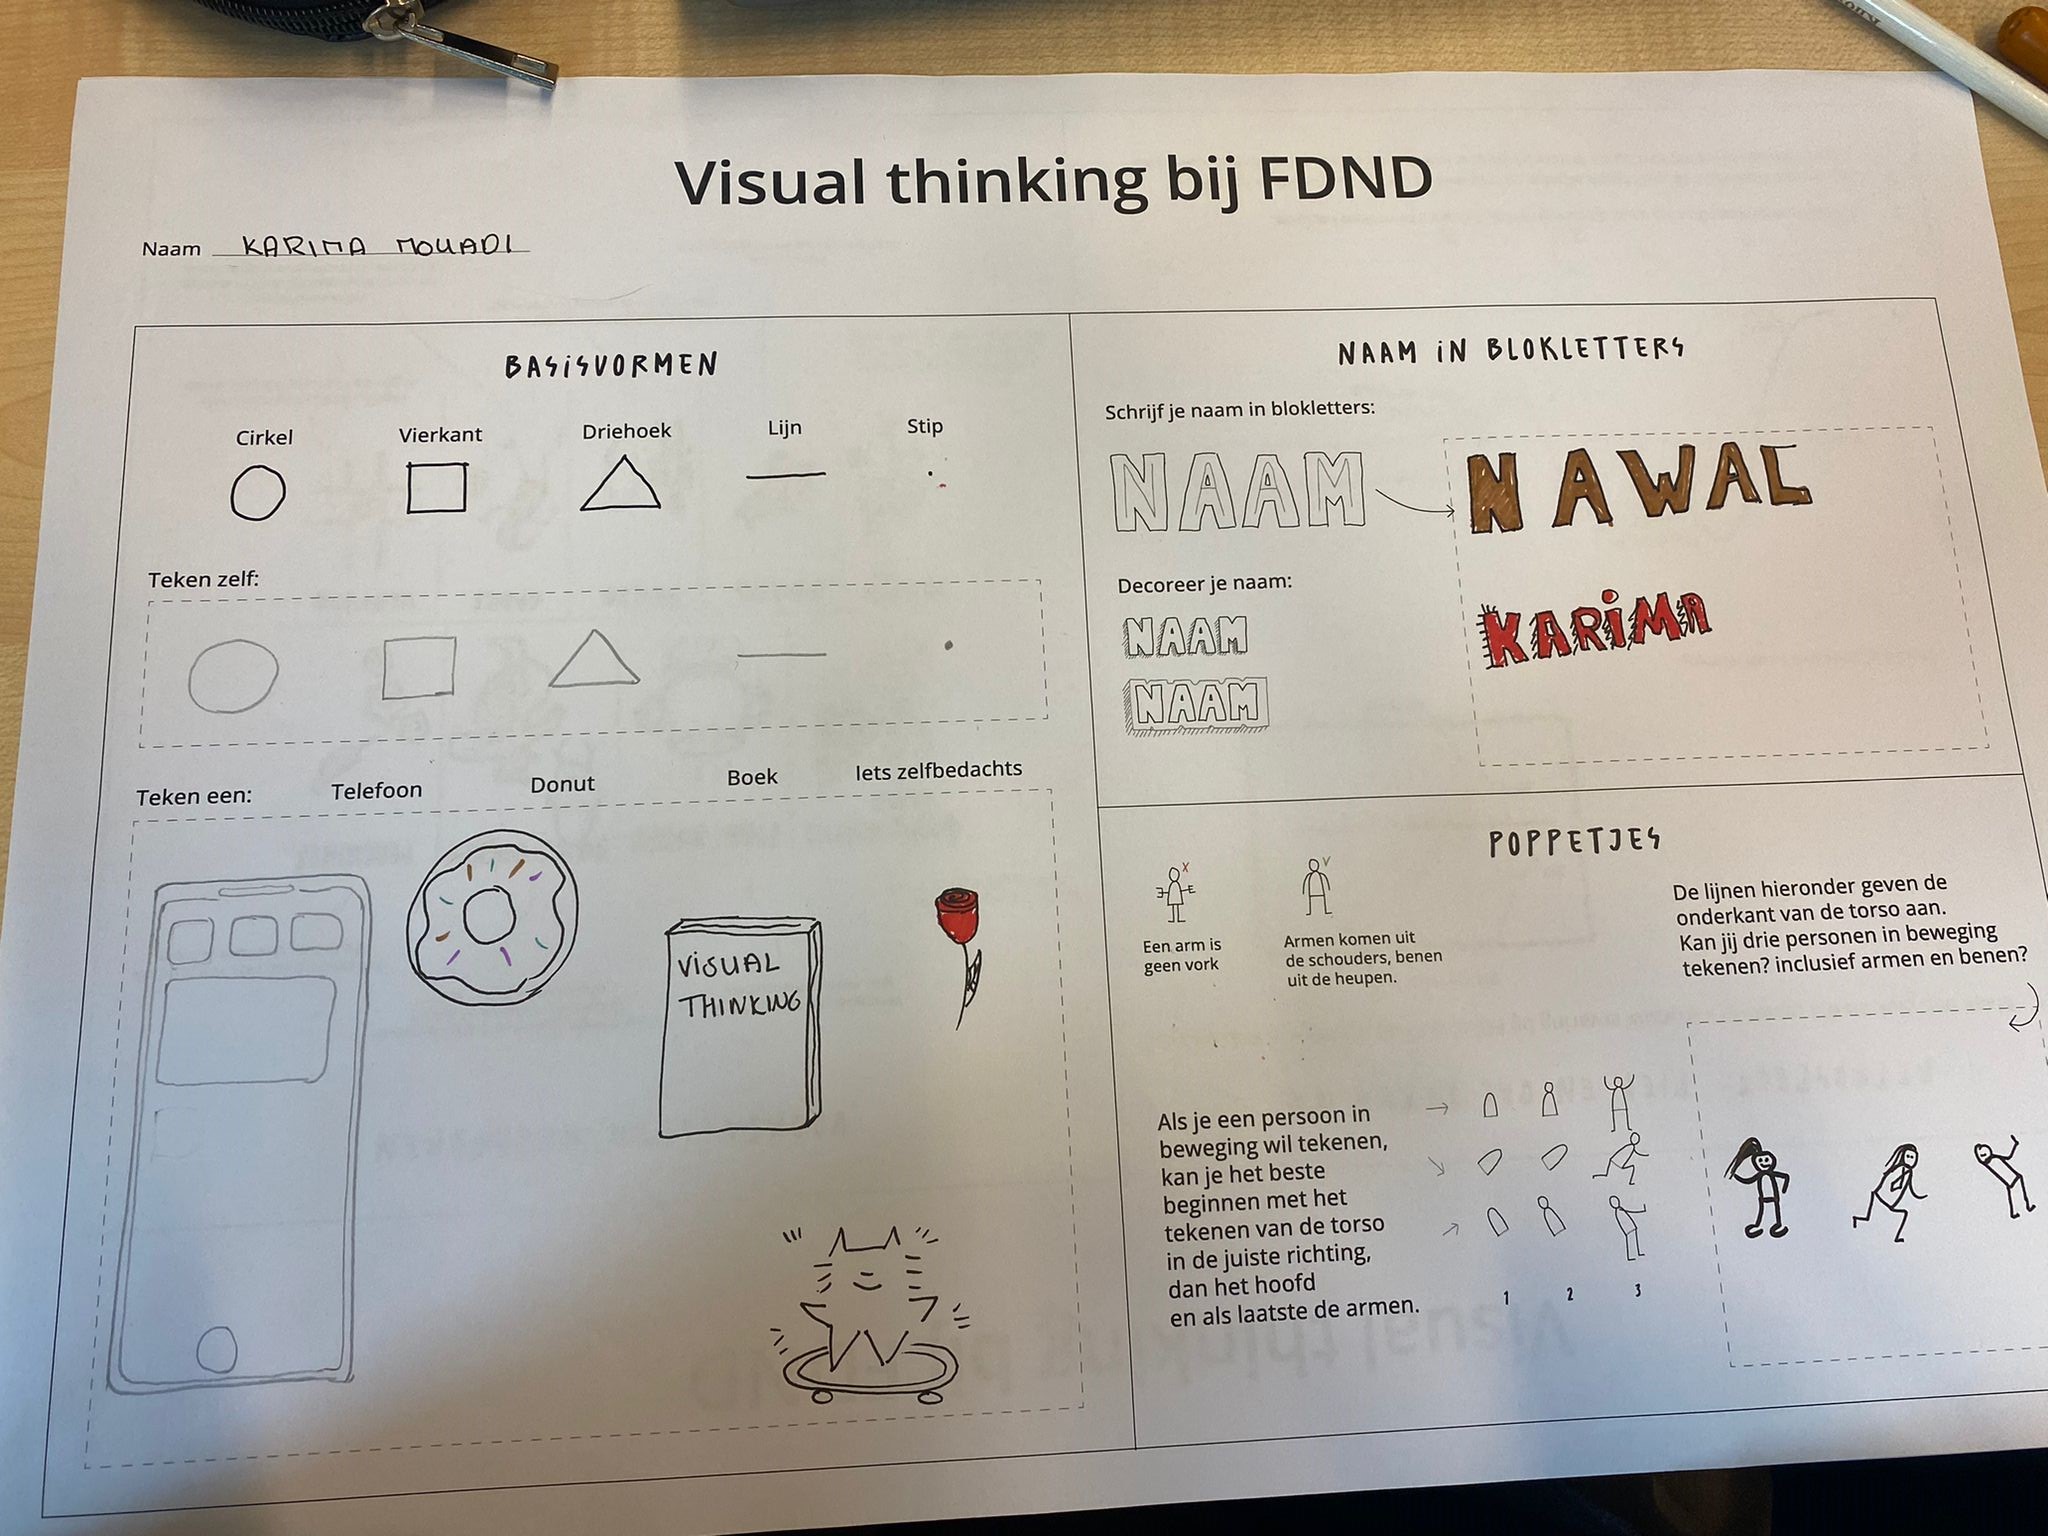 Visual thinking bij FDND
Naam KARIMA MOUADI
BASISVORMEN
Cirkel Vierkant Driehoek Lijn Stip
Teken zelf:
Teken een: Telefoon Donut Boek Iets zelfbedachts
VISUAL
THINKING
NAAM IN BLOKLETTERS
Schrijf je naam in blokletters:
NAAM NAWAL
Decoreer je naam:
NAAM KARIMA
NAAM
POPPETJES
X V
Een arm is
geen vork
Armen komen uit
de schouders, benen
uit de heupen.
De lijnen hieronder geven de
onderkant van de torso aan.
Kan jij drie personen in beweging
tekenen? inclusief armen en benen?
Als je een persoon in
beweging wil tekenen,
kan je het beste
beginnen met het
tekenen van de torso
in de juiste richting,
dan het hoofd
en als laatste de armen.
1 2 3